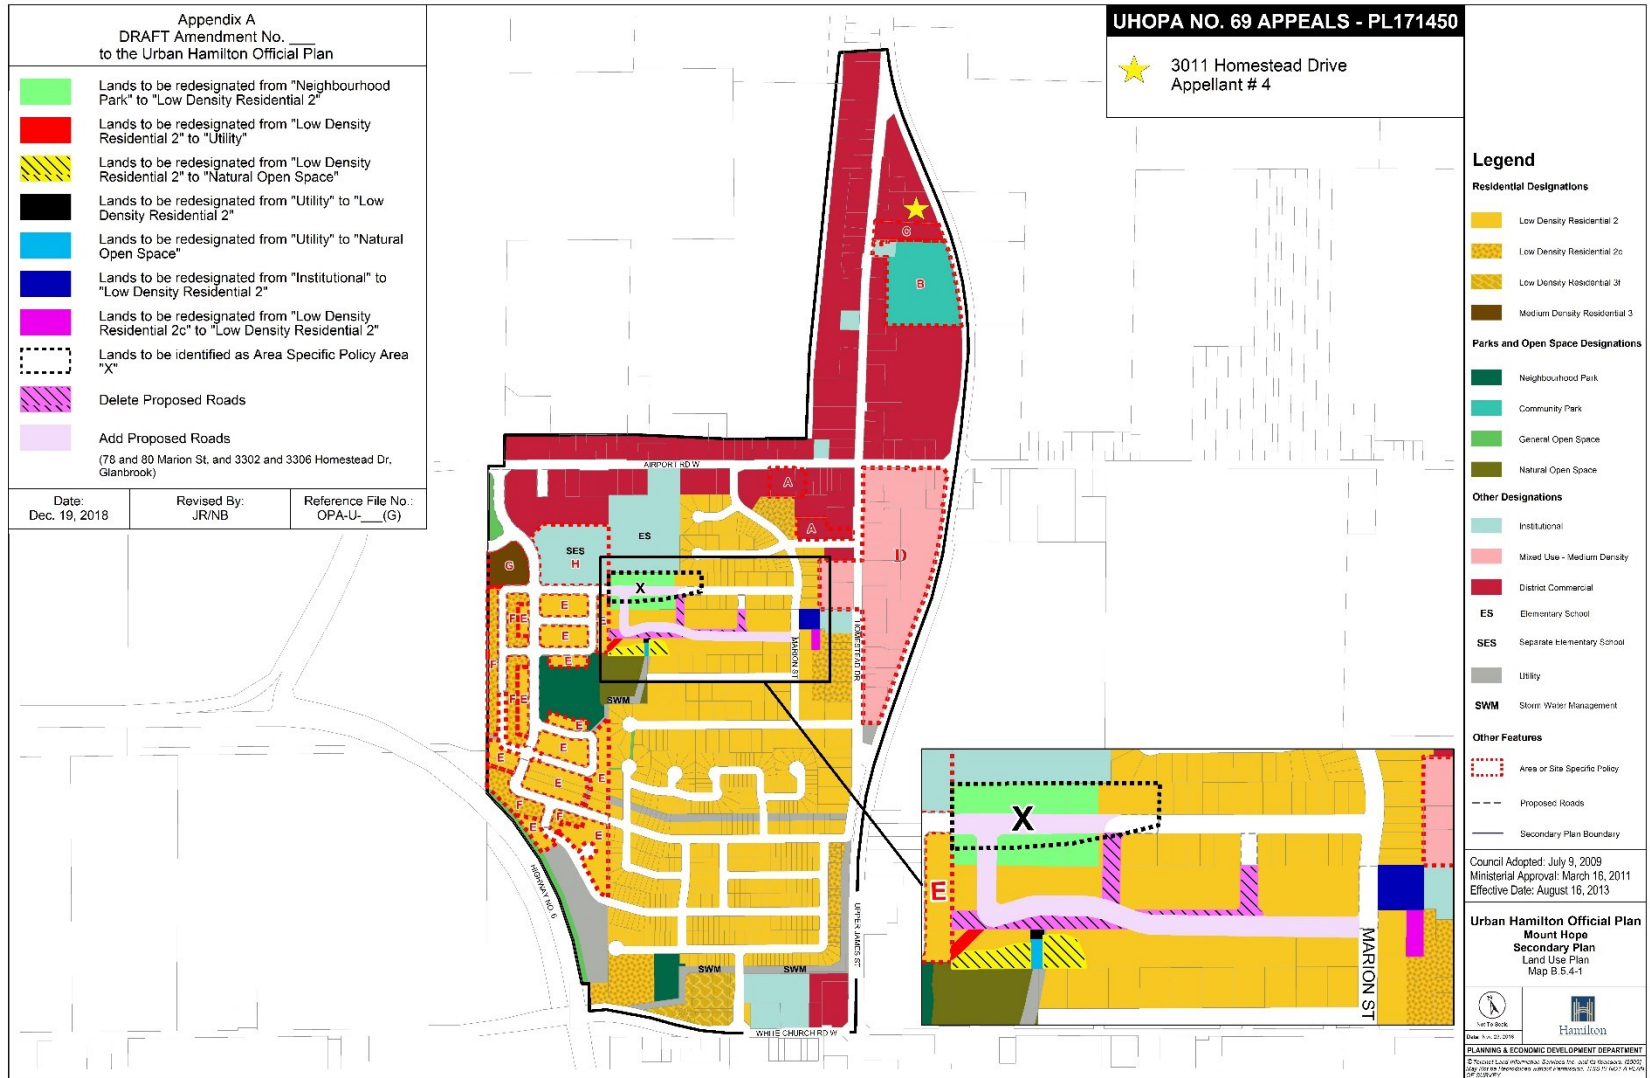 Appendix A
DRAFT Amendment No. ___
to the Urban Hamilton Official Plan
Lands to be redesignated from "Neighbourhood
Park" to "Low Density Residential 2"
Lands to be redesignated from "Low Density
Residential 2" to "Utility"
Lands to be redesignated from "Low Density
Residential 2" to "Natural Open Space"
Lands to be redesignated from "Utility" to "Low
Density Residential 2"
Lands to be redesignated from "Utility" to "Natural
Open Space"
Lands to be redesignated from "Institutional" to
"Low Density Residential 2"
Lands to be redesignated from "Low Density
Residential 2c" to "Low Density Residential 2"
Lands to be identified as Area Specific Policy Area
"X"
Delete Proposed Roads
Add Proposed Roads
(78 and 80 Marion St. and 3302 and 3306 Homestead Dr,
Glanbrook)
Date:
Dec. 19, 2018
Revised By:
JR/NB
Reference File No.:
OPA-U-___(G)
UHOPA NO. 69 APPEALS - PL171450
3011 Homestead Drive
Appellant # 4
C
B
AIRPORT RD W
A
A
D
ES
SES
H
G
X
E
E
E
E
F E
F
F E
E
E
E
E
E
F
F
E
E
E
SWM
MARION ST
HOMESTEAD DR
HIGHWAY NO. 6
UPPER JAMES ST
SWM
SWM
WHITE CHURCH RD W
X
E
MARION ST
Legend
Residential Designations
Low Density Residential 2
Low Density Residential 2c
Low Density Residential 3f
Medium Density Residential 3
Parks and Open Space Designations
Neighbourhood Park
Community Park
General Open Space
Natural Open Space
Other Designations
Institutional
Mixed Use - Medium Density
District Commercial
ES Elementary School
SES Separate Elementary School
Utility
SWM Storm Water Management
Other Features
Area or Site Specific Policy
Proposed Roads
Secondary Plan Boundary
Council Adopted: July 9, 2009
Ministerial Approval: March 16, 2011
Effective Date: August 16, 2013
Urban Hamilton Official Plan
Mount Hope
Secondary Plan
Land Use Plan
Map B.5.4-1
N
Not To Scale
Hamilton
PLANNING & ECONOMIC DEVELOPMENT DEPARTMENT